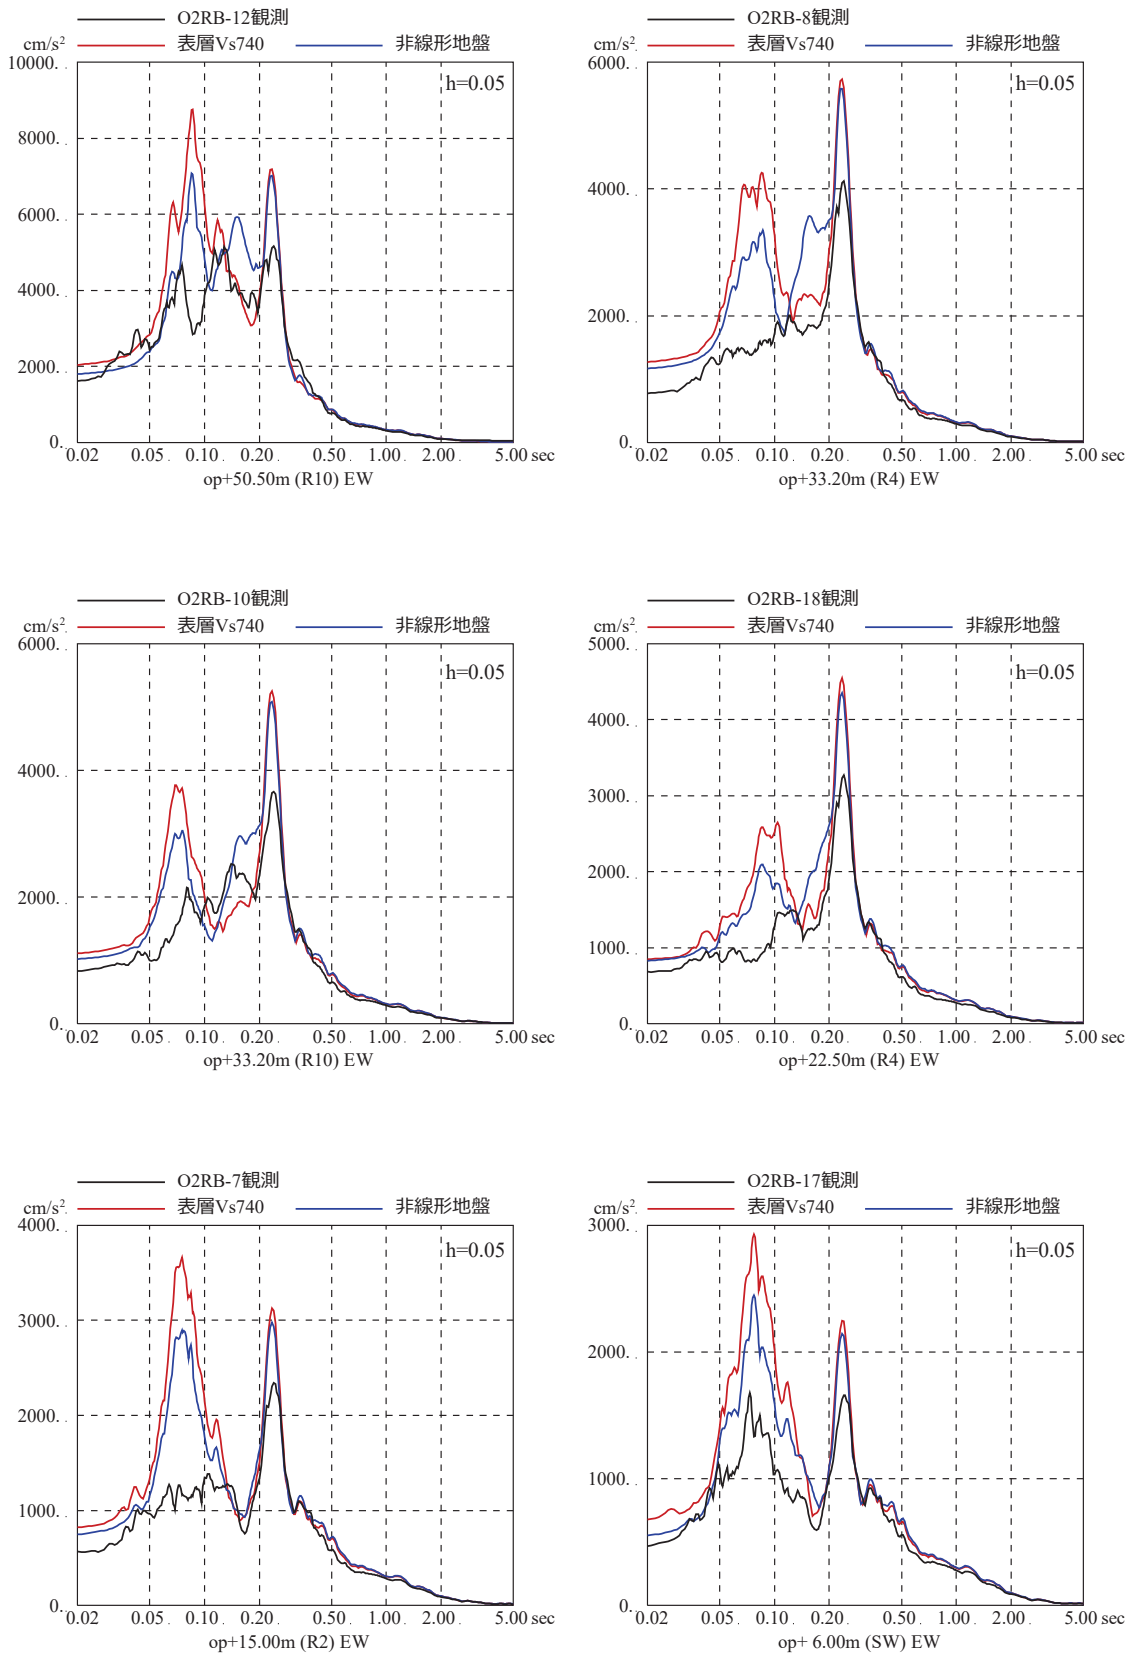 O2RB-12観測
cm/s² 表層Vs740 非線形地盤
10000.
h=0.05
8000.
6000.
4000.
2000.
0.
0.02 0.05 0.10 0.20 0.50 1.00 2.00 5.00 sec
op+50.50m (R10) EW
O2RB-8観測
cm/s² 表層Vs740 非線形地盤
6000.
h=0.05
4000.
2000.
0.
0.02 0.05 0.10 0.20 0.50 1.00 2.00 5.00 sec
op+33.20m (R4) EW
O2RB-10観測
cm/s² 表層Vs740 非線形地盤
6000.
h=0.05
4000.
2000.
0.
0.02 0.05 0.10 0.20 0.50 1.00 2.00 5.00 sec
op+33.20m (R10) EW
O2RB-18観測
cm/s² 表層Vs740 非線形地盤
5000.
h=0.05
4000.
3000.
2000.
1000.
0.
0.02 0.05 0.10 0.20 0.50 1.00 2.00 5.00 sec
op+22.50m (R4) EW
O2RB-7観測
cm/s² 表層Vs740 非線形地盤
4000.
h=0.05
3000.
2000.
1000.
0.
0.02 0.05 0.10 0.20 0.50 1.00 2.00 5.00 sec
op+15.00m (R2) EW
O2RB-17観測
cm/s² 表層Vs740 非線形地盤
3000.
h=0.05
2000.
1000.
0.
0.02 0.05 0.10 0.20 0.50 1.00 2.00 5.00 sec
op+ 6.00m (SW) EW